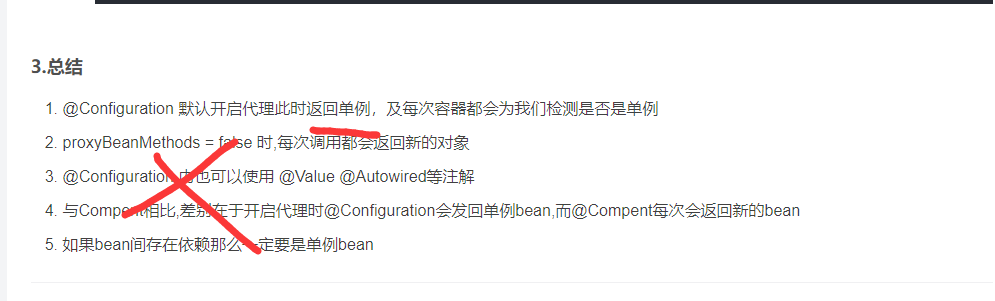 3.总结
1. @Configuration 默认开启代理此时返回单例，及每次容器都会为我们检测是否是单例
2. proxyBeanMethods = false 时,每次调用都会返回新的对象
3. @Configuration 内也可以使用 @Value @Autowired等注解
4. 与Compent相比,差别在于开启代理时@Configuration会发回单例bean,而@Compent每次会返回新的bean
5. 如果bean间存在依赖那么一定要是单例bean